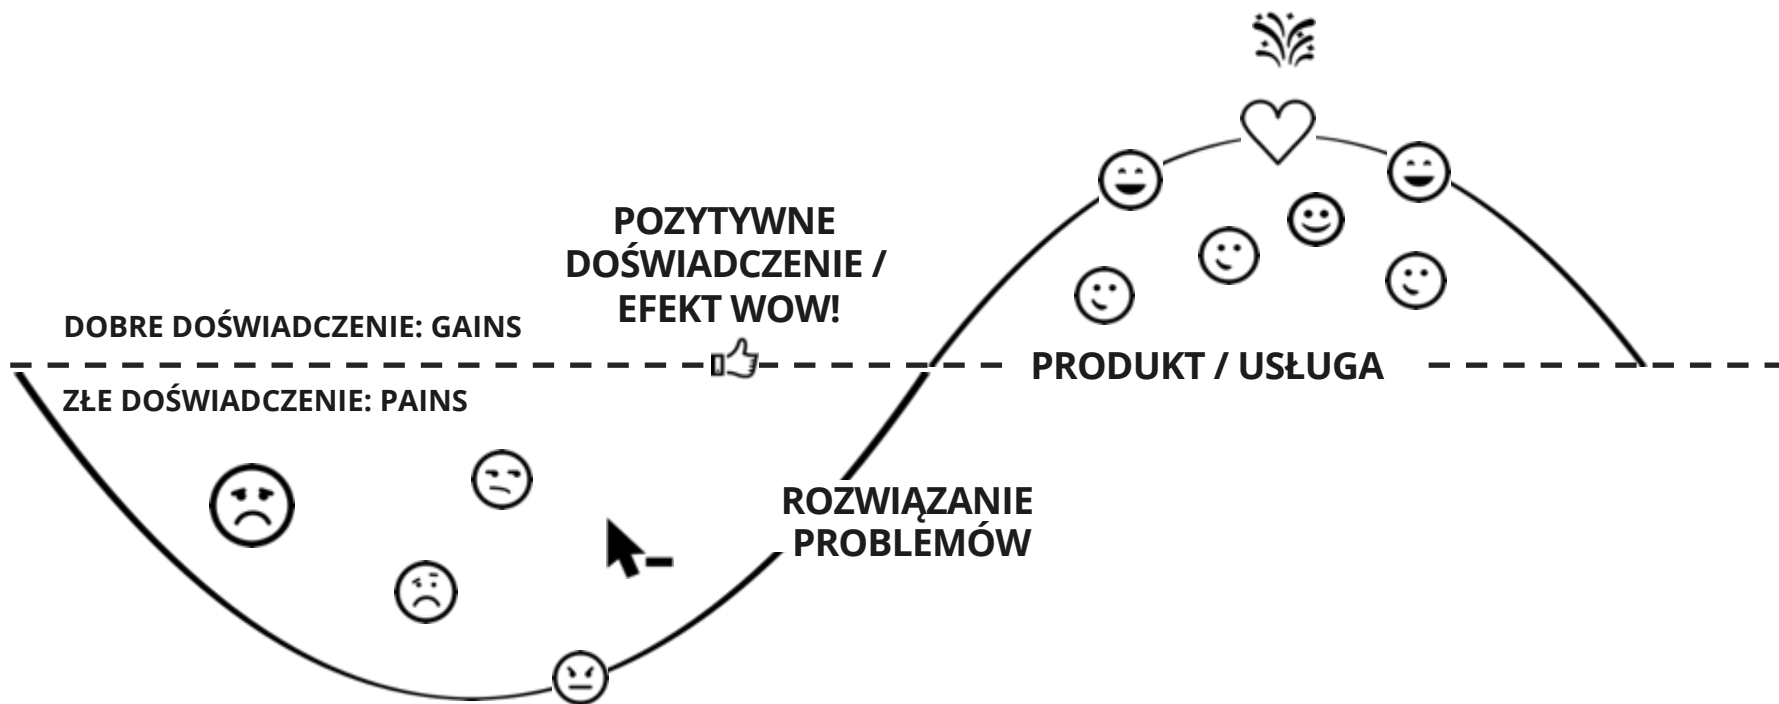 POZYTYWNE
DOŚWIADCZENIE /
EFEKT WOW!
DOBRE DOŚWIADCZENIE: GAINS
PRODUKT / USŁUGA
ZŁE DOŚWIADCZENIE: PAINS
ROZWIĄZANIE
PROBLEMÓW